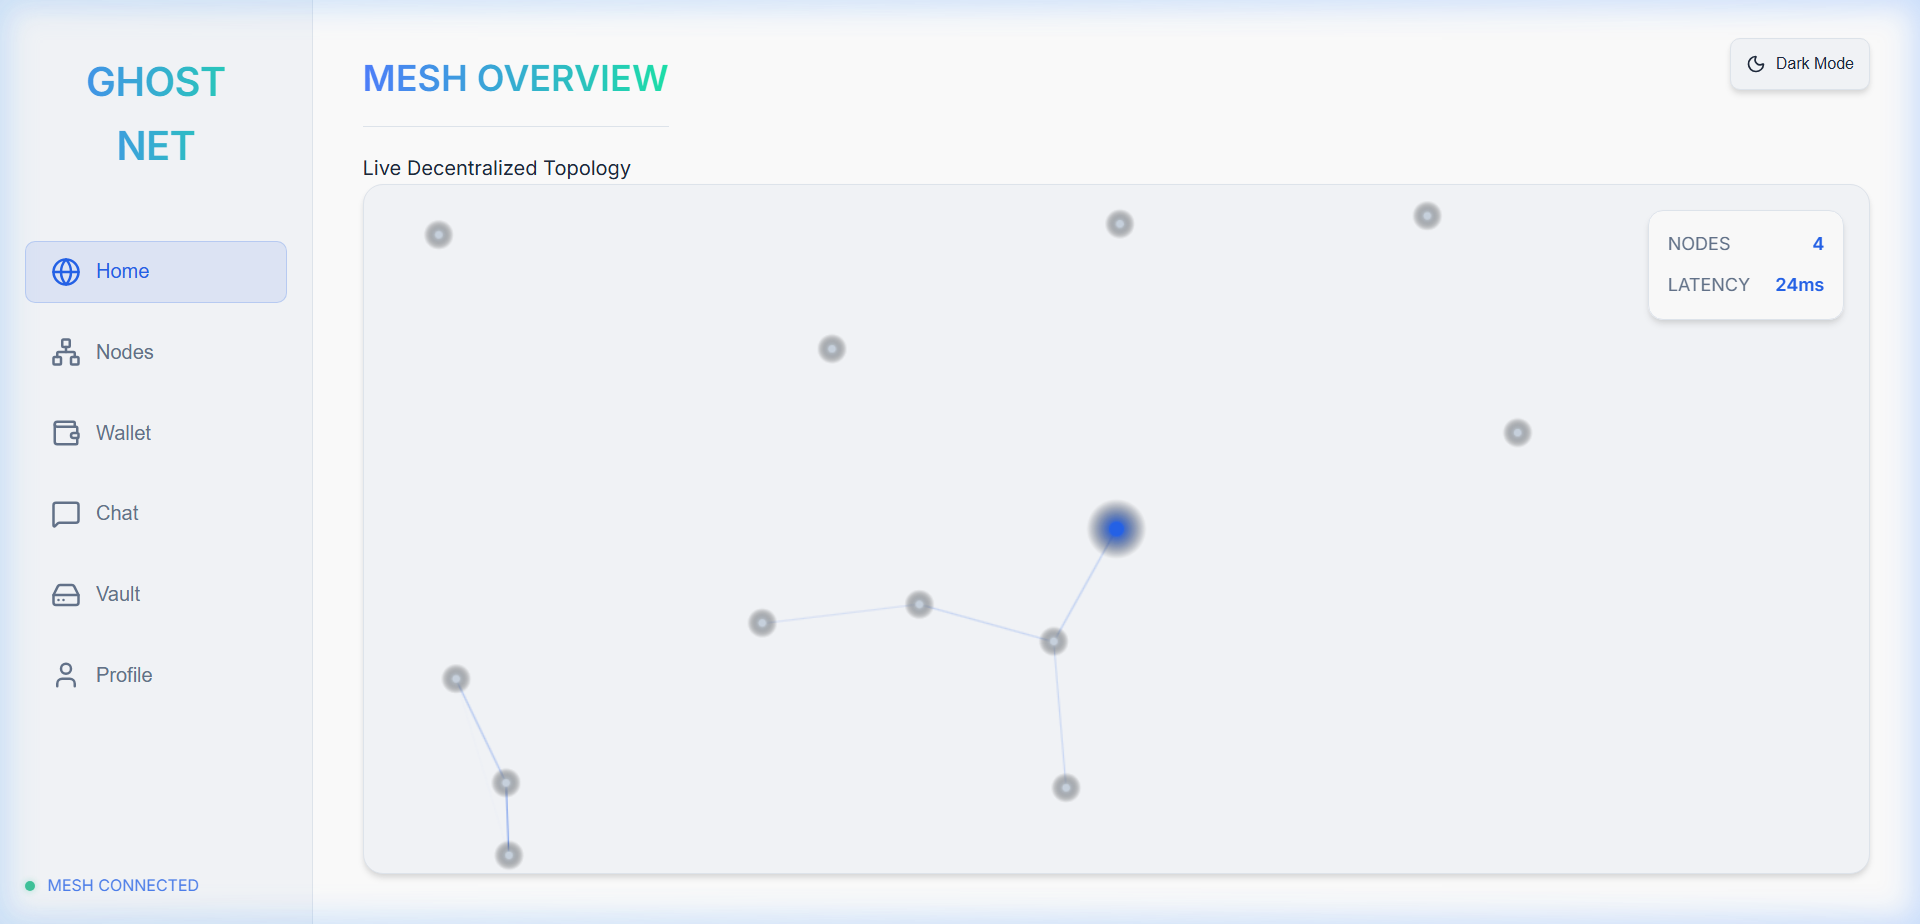 GHOST
NET
Home
Nodes
Wallet
Chat
Vault
Profile
MESH CONNECTED
MESH OVERVIEW
Dark Mode
Live Decentralized Topology
NODES 4
LATENCY 24ms